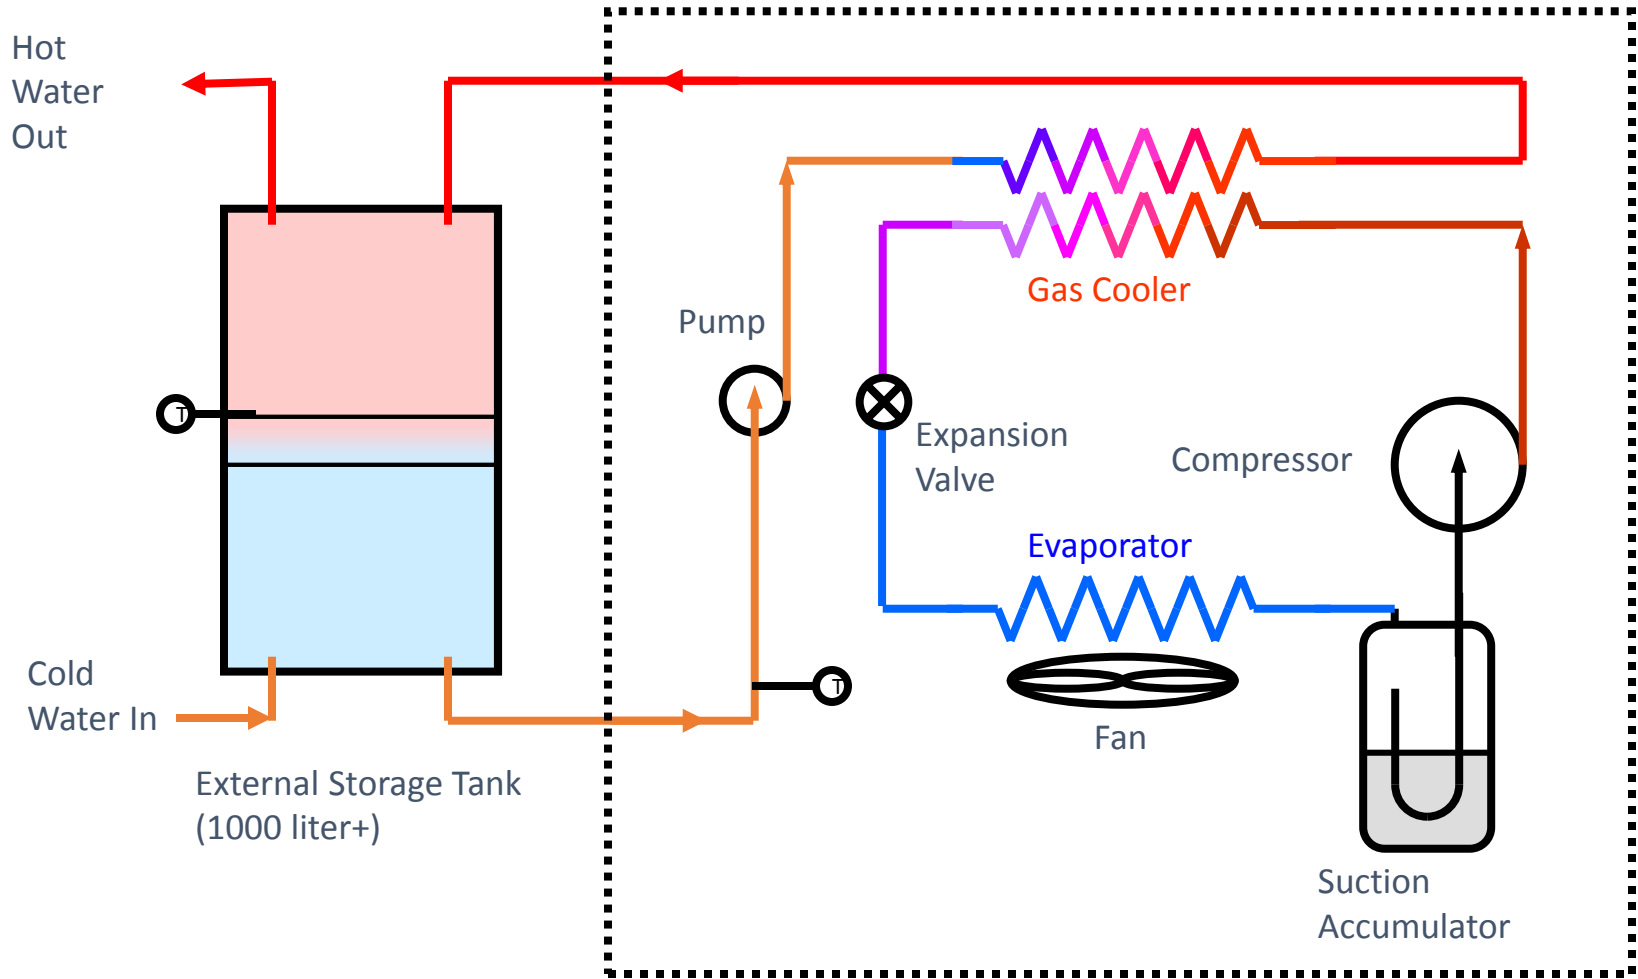 Hot
Water
Out
Gas Cooler
Pump
T
Expansion
Valve
Compressor
Evaporator
Cold
Water In
T
Fan
External Storage Tank
(1000 liter+)
Suction
Accumulator